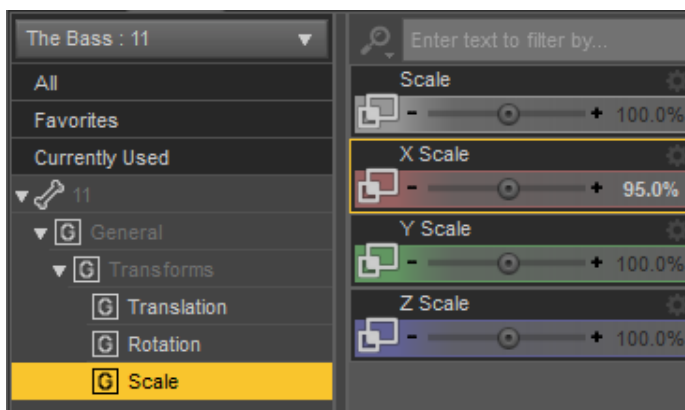 The Bass : 11
All
Favorites
Currently Used
11
G General
G Transforms
G Translation
G Rotation
G Scale
Enter text to filter by...
Scale
- + 100.0%
X Scale
- + 95.0%
Y Scale
- + 100.0%
Z Scale
- + 100.0%